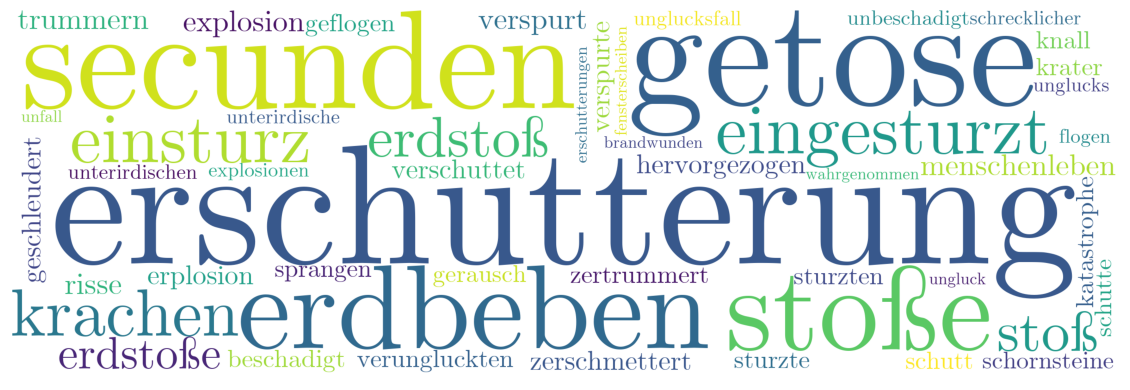 trummern explosion geflogen verspurt unglucksfall unbeschadigt schrecklicher
secunden erschutterungen verspurte fensterscheiben getose knall
krater
unglucks
unfall unterirdische
einsturz erdstoß brandwunden eingesturzt flogen
geschleudert unterirdischen explosionen verschuttet hervorgezogen wahrgenommen menschenleben
erschutterung katastrophe
risse erplosion sprangen gerausch zertrummert sturzten ungluck
krachen erdbeben stoße stoß schutte
erdstoße beschadigt verungluckten zerschmettert sturzte schutt schornsteine